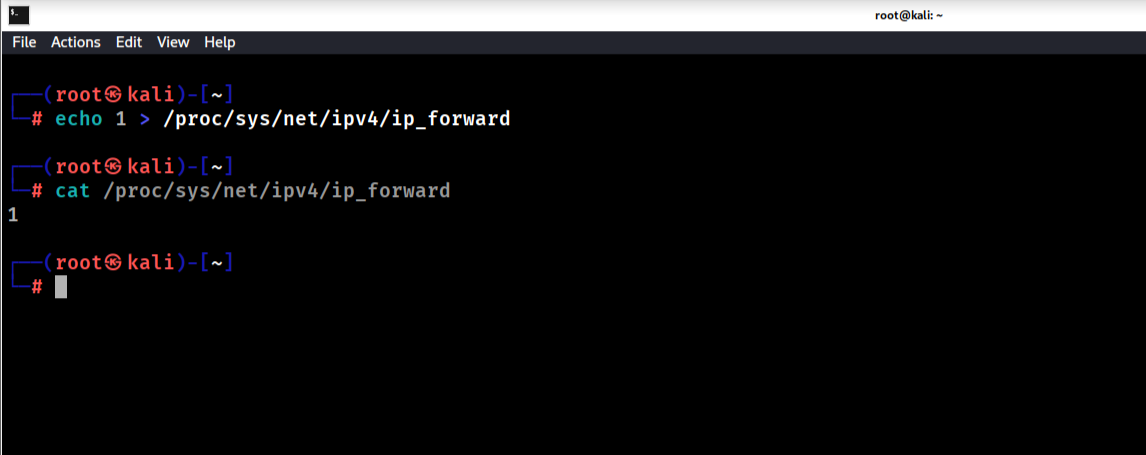 root@kali: ~
File Actions Edit View Help
┌──(root㉿kali)-[~]
└─# echo 1 > /proc/sys/net/ipv4/ip_forward
┌──(root㉿kali)-[~]
└─# cat /proc/sys/net/ipv4/ip_forward
1
┌──(root㉿kali)-[~]
└─#